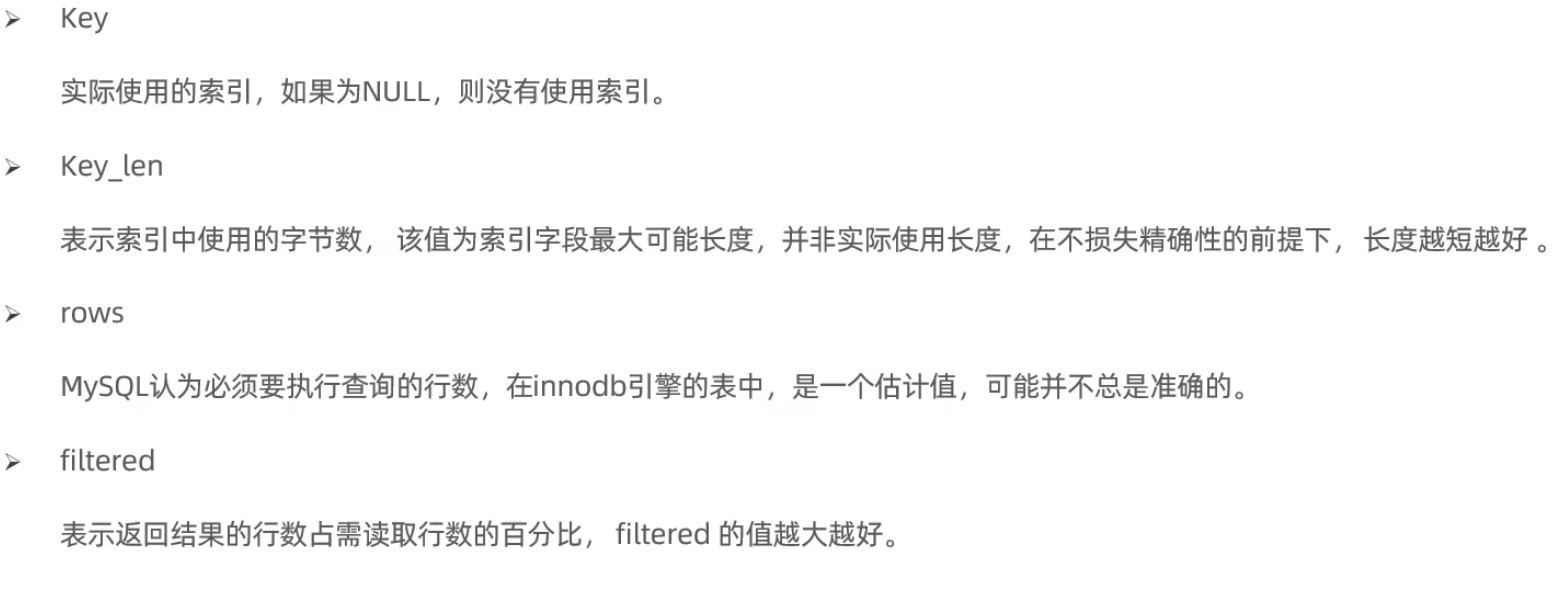 ➢ Key
实际使用的索引，如果为NULL，则没有使用索引。
➢ Key_len
表示索引中使用的字节数， 该值为索引字段最大可能长度，并非实际使用长度，在不损失精确性的前提下， 长度越短越好 。
➢ rows
MySQL认为必须要执行查询的行数，在innodb引擎的表中，是一个估计值，可能并不总是准确的。
➢ filtered
表示返回结果的行数占需读取行数的百分比， filtered 的值越大越好。